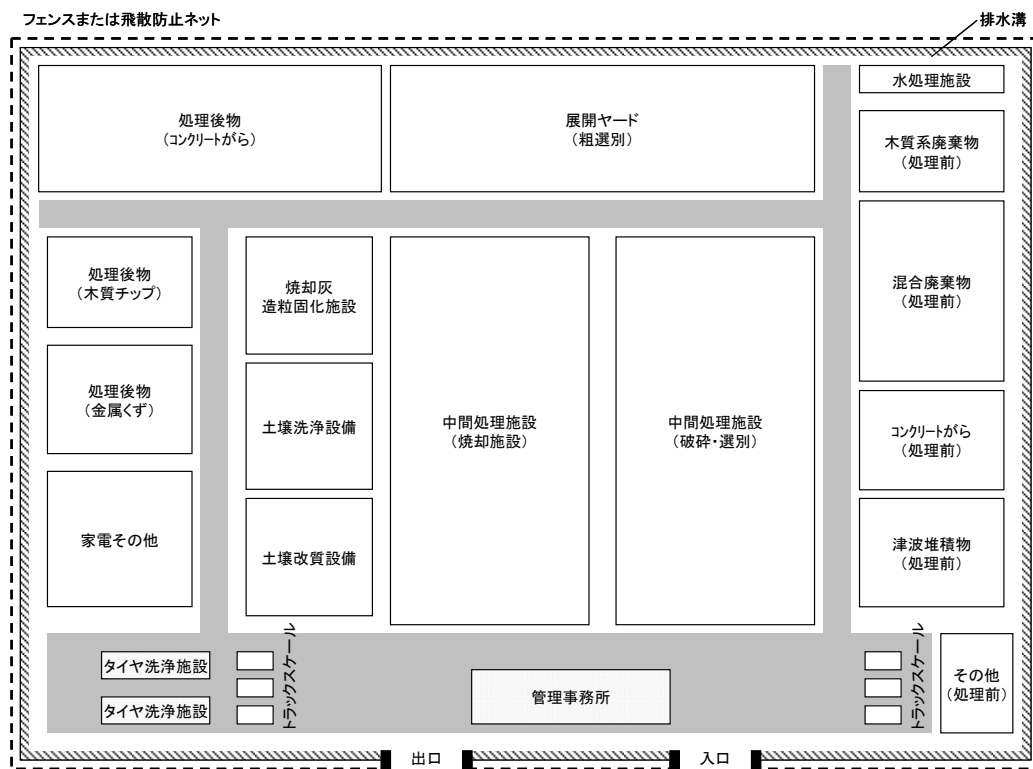 フェンスまたは飛散防止ネット
排水溝
処理後物
(コンクリートがら)
展開ヤード
(粗選別)
水処理施設
木質系廃棄物
(処理前)
処理後物
(木質チップ)
焼却灰
造粒固化施設
中間処理施設
(焼却施設)
中間処理施設
(破砕・選別)
混合廃棄物
(処理前)
処理後物
(金属くず)
土壌洗浄設備
コンクリートがら
(処理前)
家電その他
土壌改質設備
津波堆積物
(処理前)
タイヤ洗浄施設
タイヤ洗浄施設
トラックスケール
管理事務所
トラックスケール
その他
(処理前)
出口
入口